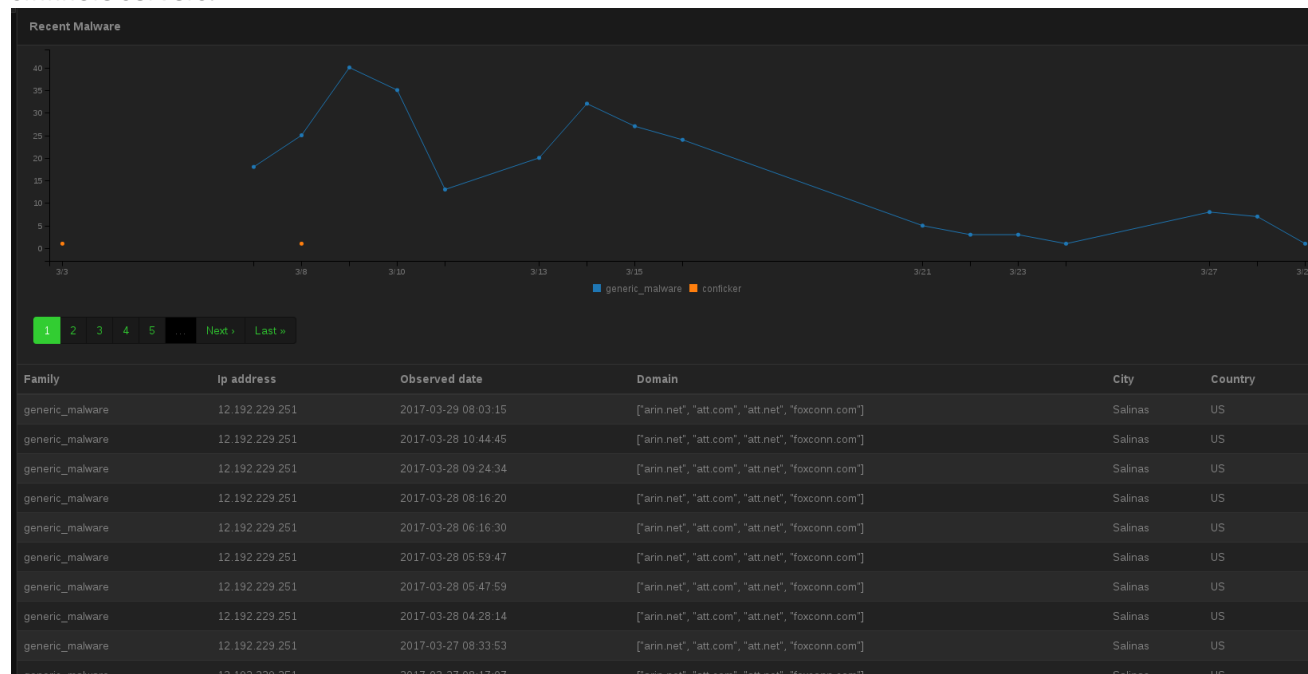 Recent Malware
40
35
30
25
20
15
10
5
0
3/3 3/8 3/10 3/13 3/15 3/21 3/23 3/27
generic_malware conficker
1 2 3 4 5 ... Next › Last »
Family Ip address Observed date Domain City Country
generic_malware 12.192.229.251 2017-03-29 08:03:15 ["arin.net", "att.com", "att.net", "foxconn.com"] Salinas US
generic_malware 12.192.229.251 2017-03-28 10:44:45 ["arin.net", "att.com", "att.net", "foxconn.com"] Salinas US
generic_malware 12.192.229.251 2017-03-28 09:24:34 ["arin.net", "att.com", "att.net", "foxconn.com"] Salinas US
generic_malware 12.192.229.251 2017-03-28 08:16:20 ["arin.net", "att.com", "att.net", "foxconn.com"] Salinas US
generic_malware 12.192.229.251 2017-03-28 06:16:30 ["arin.net", "att.com", "att.net", "foxconn.com"] Salinas US
generic_malware 12.192.229.251 2017-03-28 05:59:47 ["arin.net", "att.com", "att.net", "foxconn.com"] Salinas US
generic_malware 12.192.229.251 2017-03-28 05:47:59 ["arin.net", "att.com", "att.net", "foxconn.com"] Salinas US
generic_malware 12.192.229.251 2017-03-28 04:28:14 ["arin.net", "att.com", "att.net", "foxconn.com"] Salinas US
generic_malware 12.192.229.251 2017-03-27 08:33:53 ["arin.net", "att.com", "att.net", "foxconn.com"] Salinas US